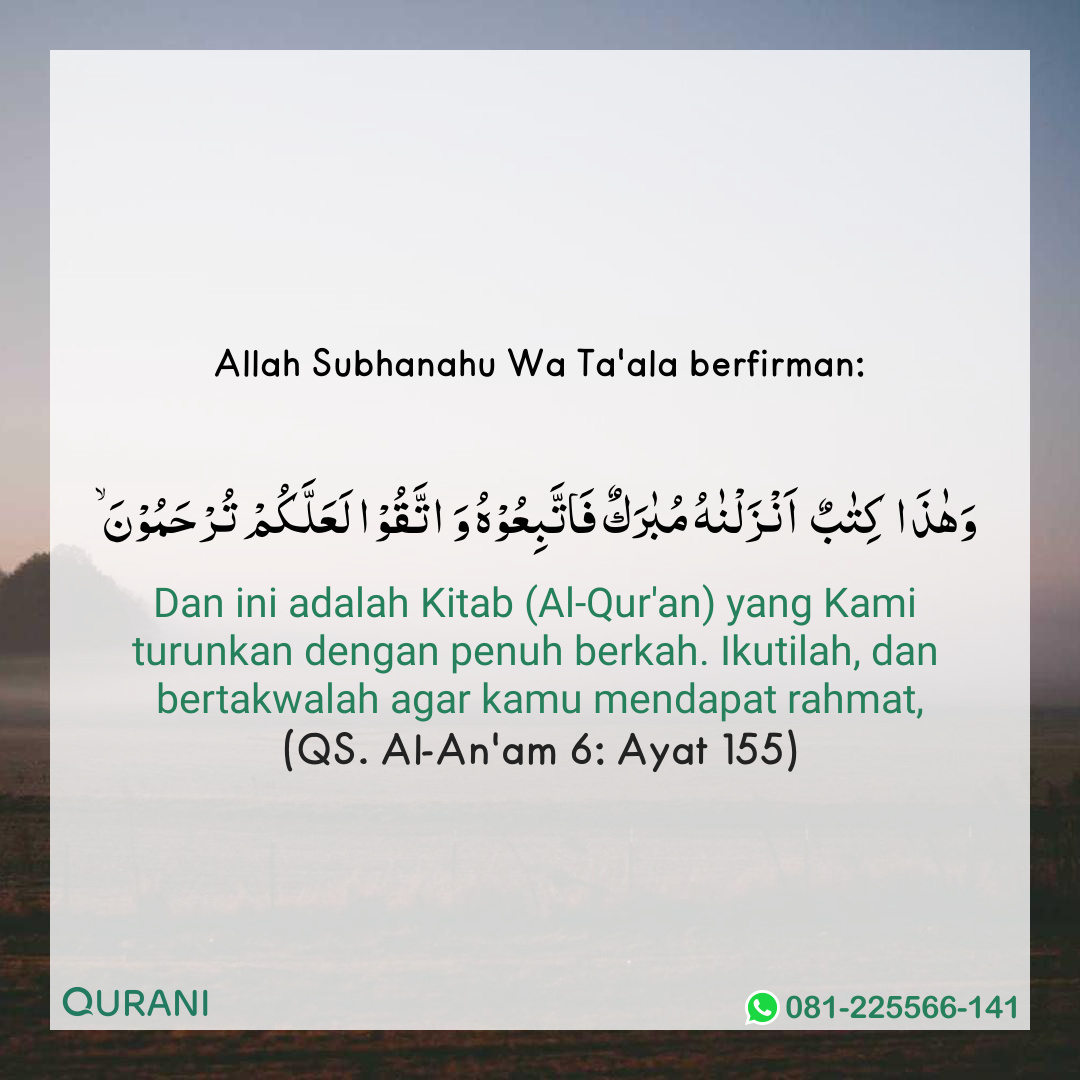 Allah Subhanahu Wa Ta'ala berfirman:
وَهٰذَا كِتٰبٌ اَنْزَلْنٰهُ مُبٰرَكٌ فَاتَّبِعُوْهُ وَ اتَّقُوْا لَعَلَّكُمْ تُرْحَمُوْنَ ۙ
Dan ini adalah Kitab (Al-Qur'an) yang Kami
turunkan dengan penuh berkah. Ikutilah, dan
bertakwalah agar kamu mendapat rahmat,
(QS. Al-An'am 6: Ayat 155)
QURANI
081-225566-141